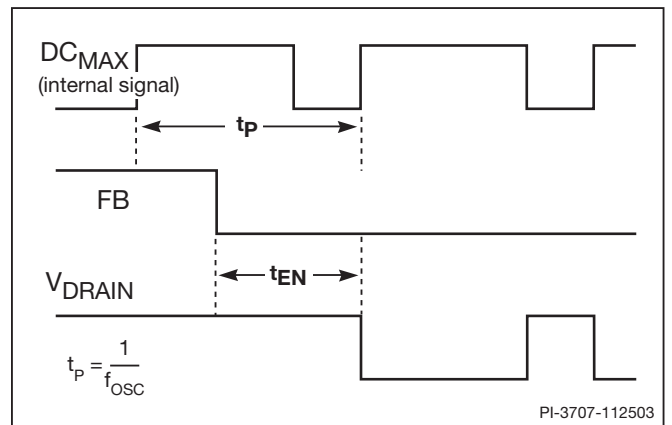 DCMAX
(internal signal)
tP
FB
tEN
VDRAIN
tP = 1/fOSC
PI-3707-112503